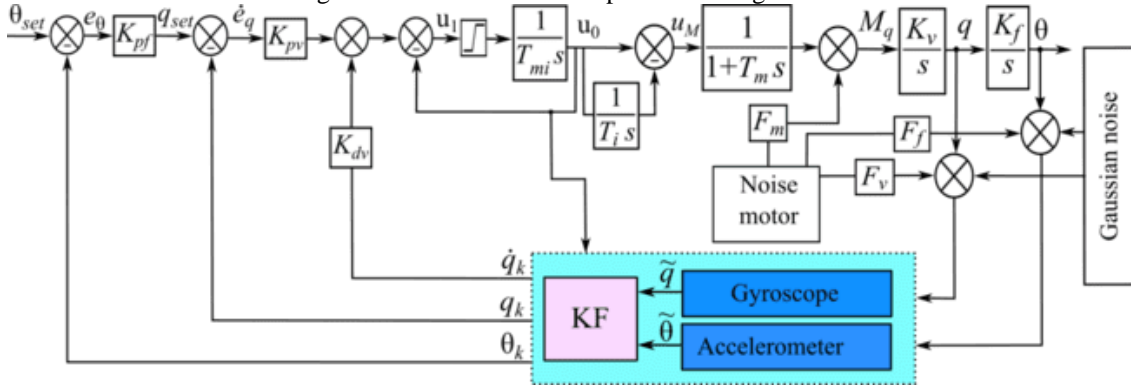 θset
eθ
Kpf
qset
ėq
Kpv
u1
1
Tmi s
u0
uM
1
1+Tm s
Mq
Kv
s
q
Kf
s
θ
1
Ti s
Kdv
Fm
Ff
Fv
Noise
motor
Gaussian noise
q̇k
qk
θk
KF
q̃
θ̃
Gyroscope
Accelerometer